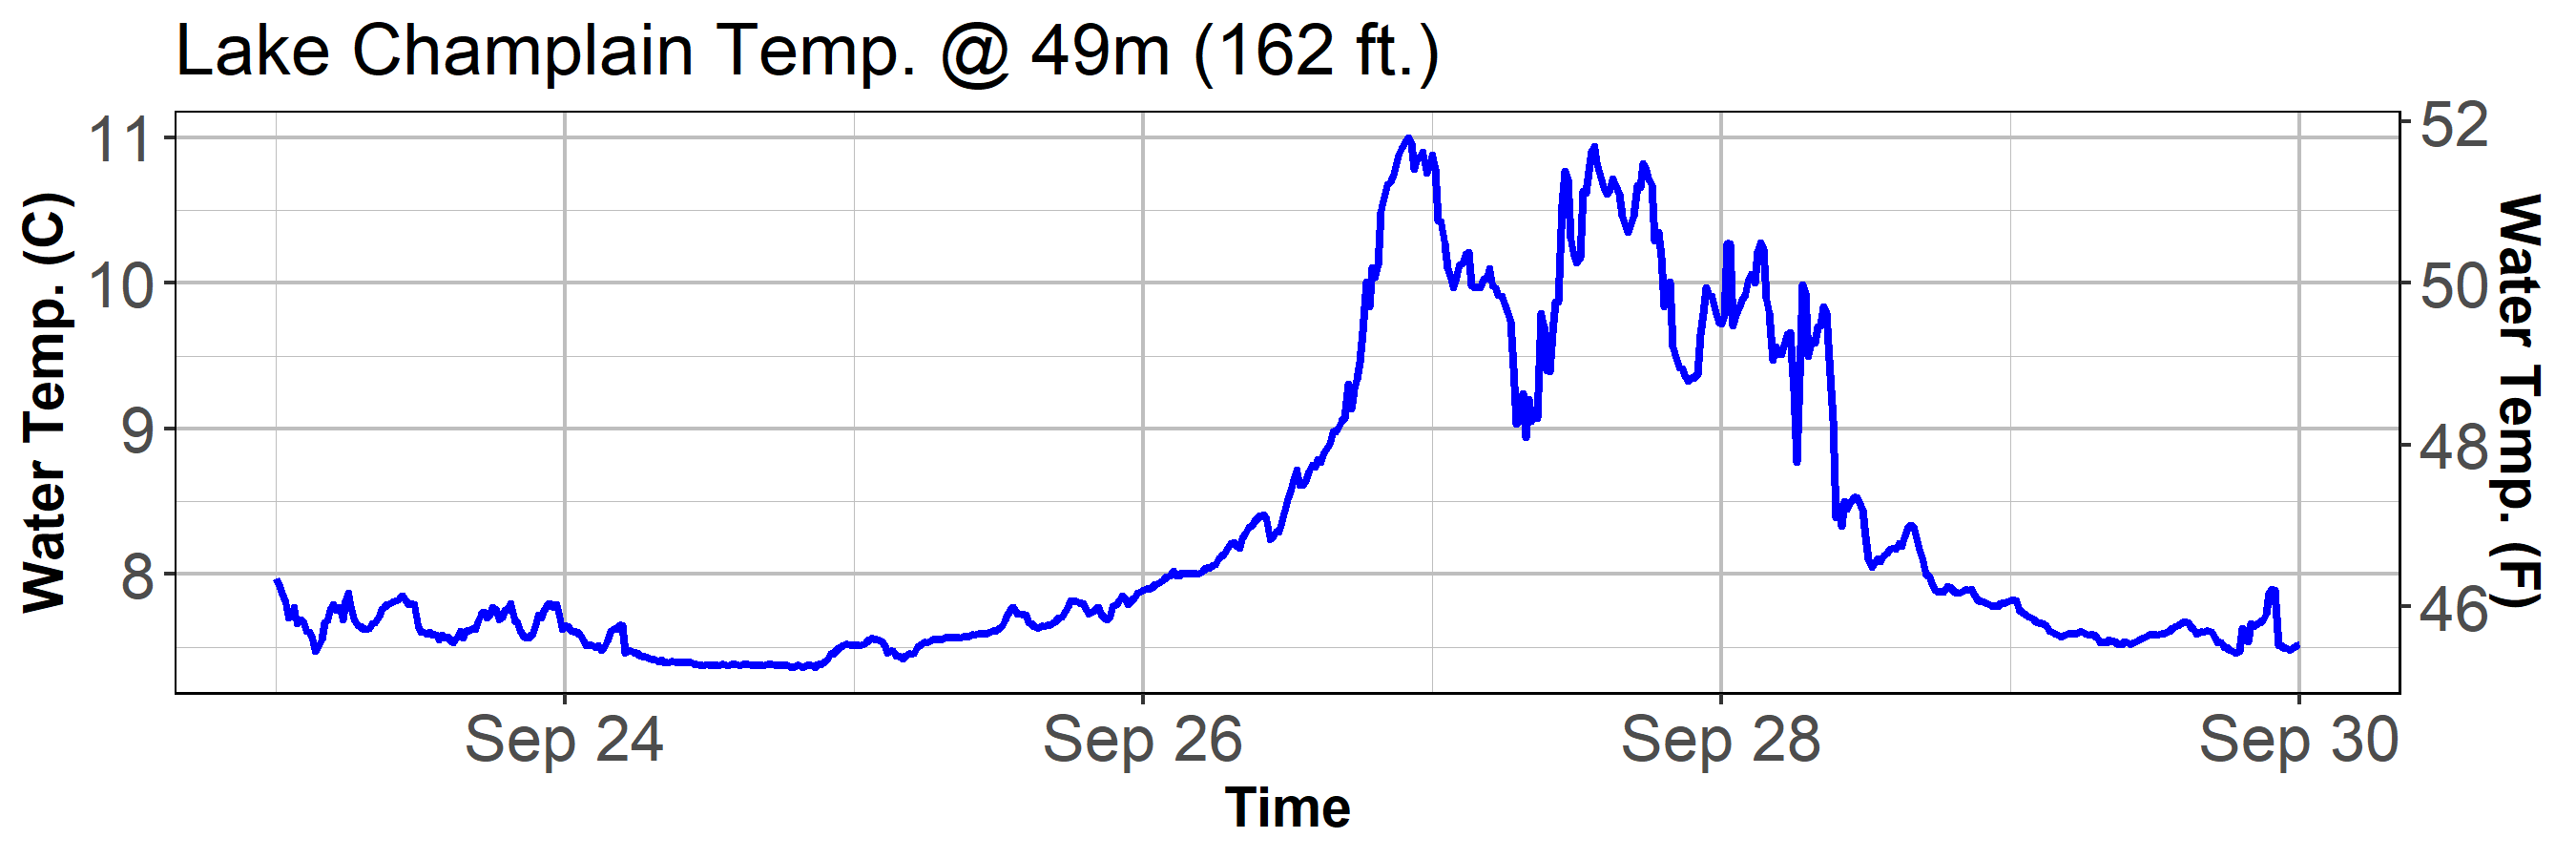 Lake Champlain Temp. @ 49m (162 ft.)
Water Temp. (C)
11
10
9
8
52
50
48
46
Water Temp. (F)
Sep 24
Sep 26
Sep 28
Sep 30
Time